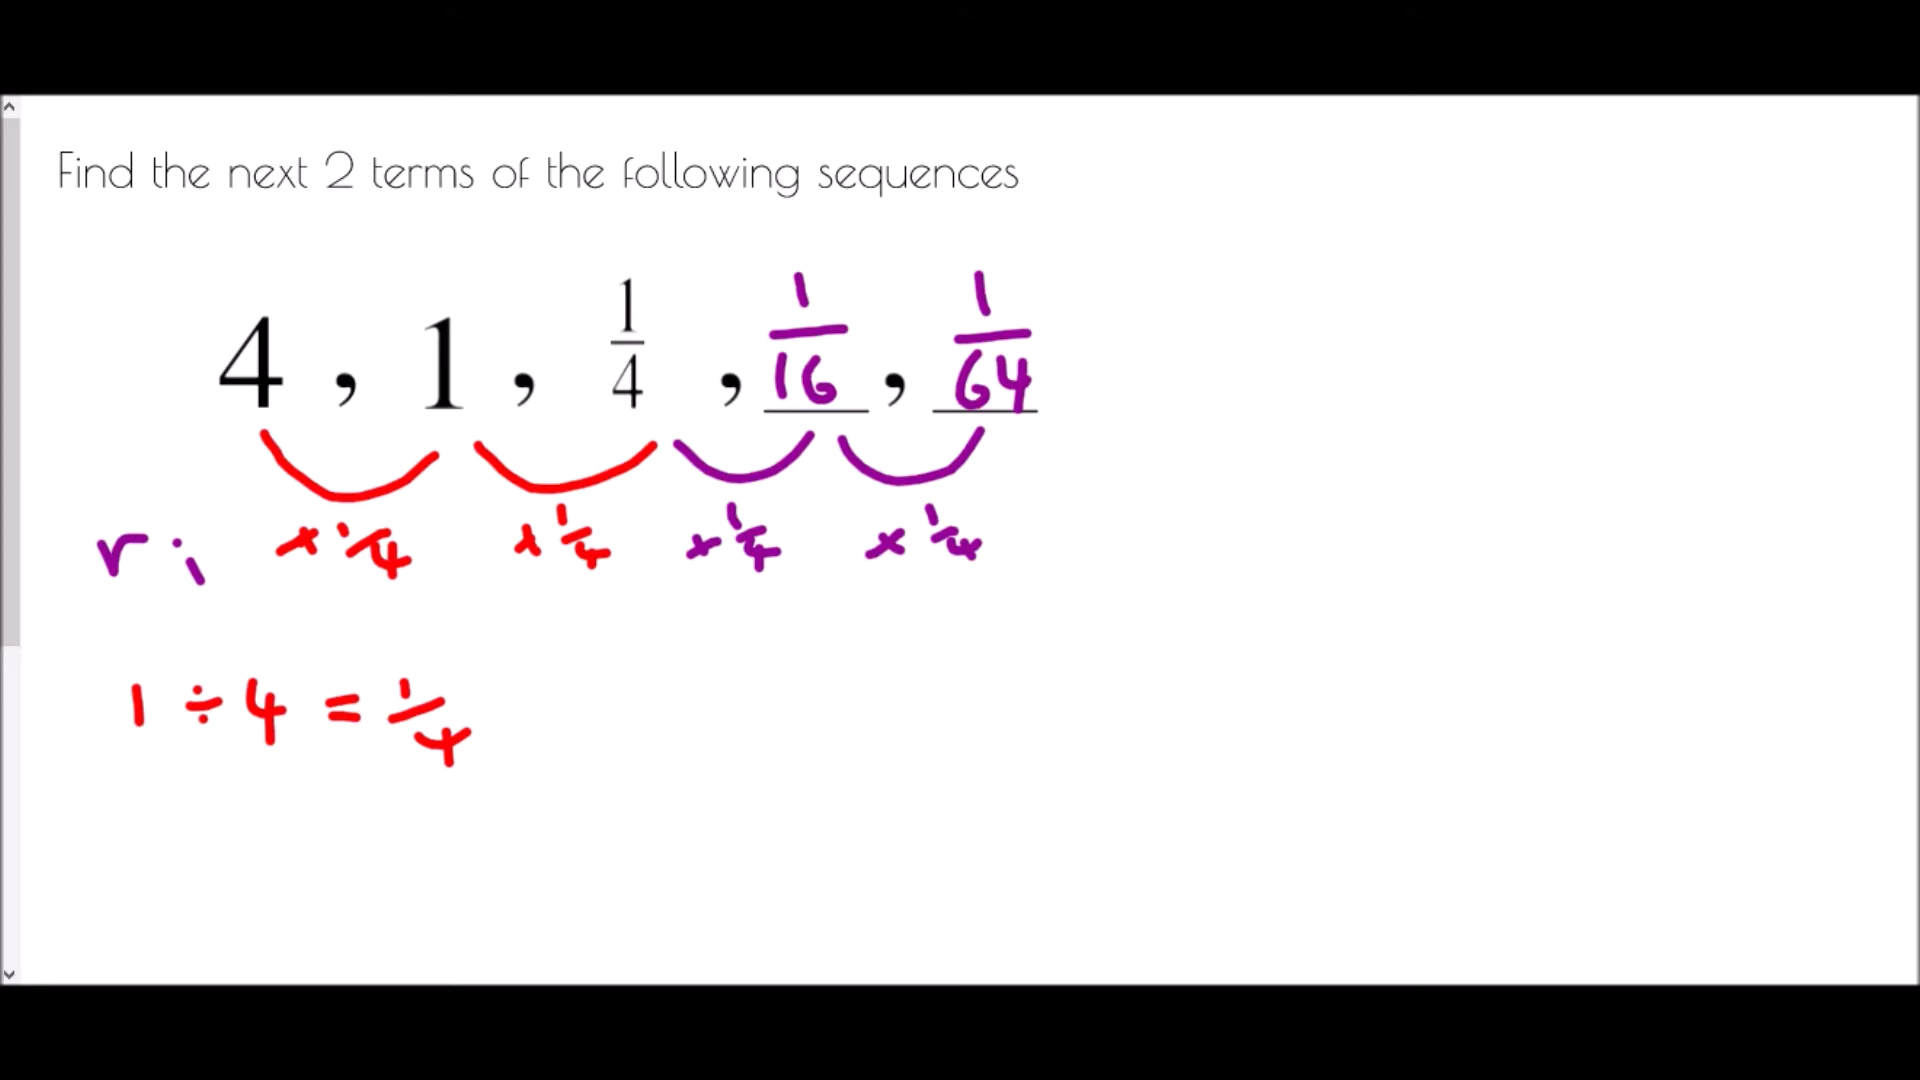 Find the next 2 terms of the following sequences
4 , 1 , 1/4 , 1/16 , 1/64
r ; × 1/4 × 1/4 × 1/4 × 1/4
1 ÷ 4 = 1/4